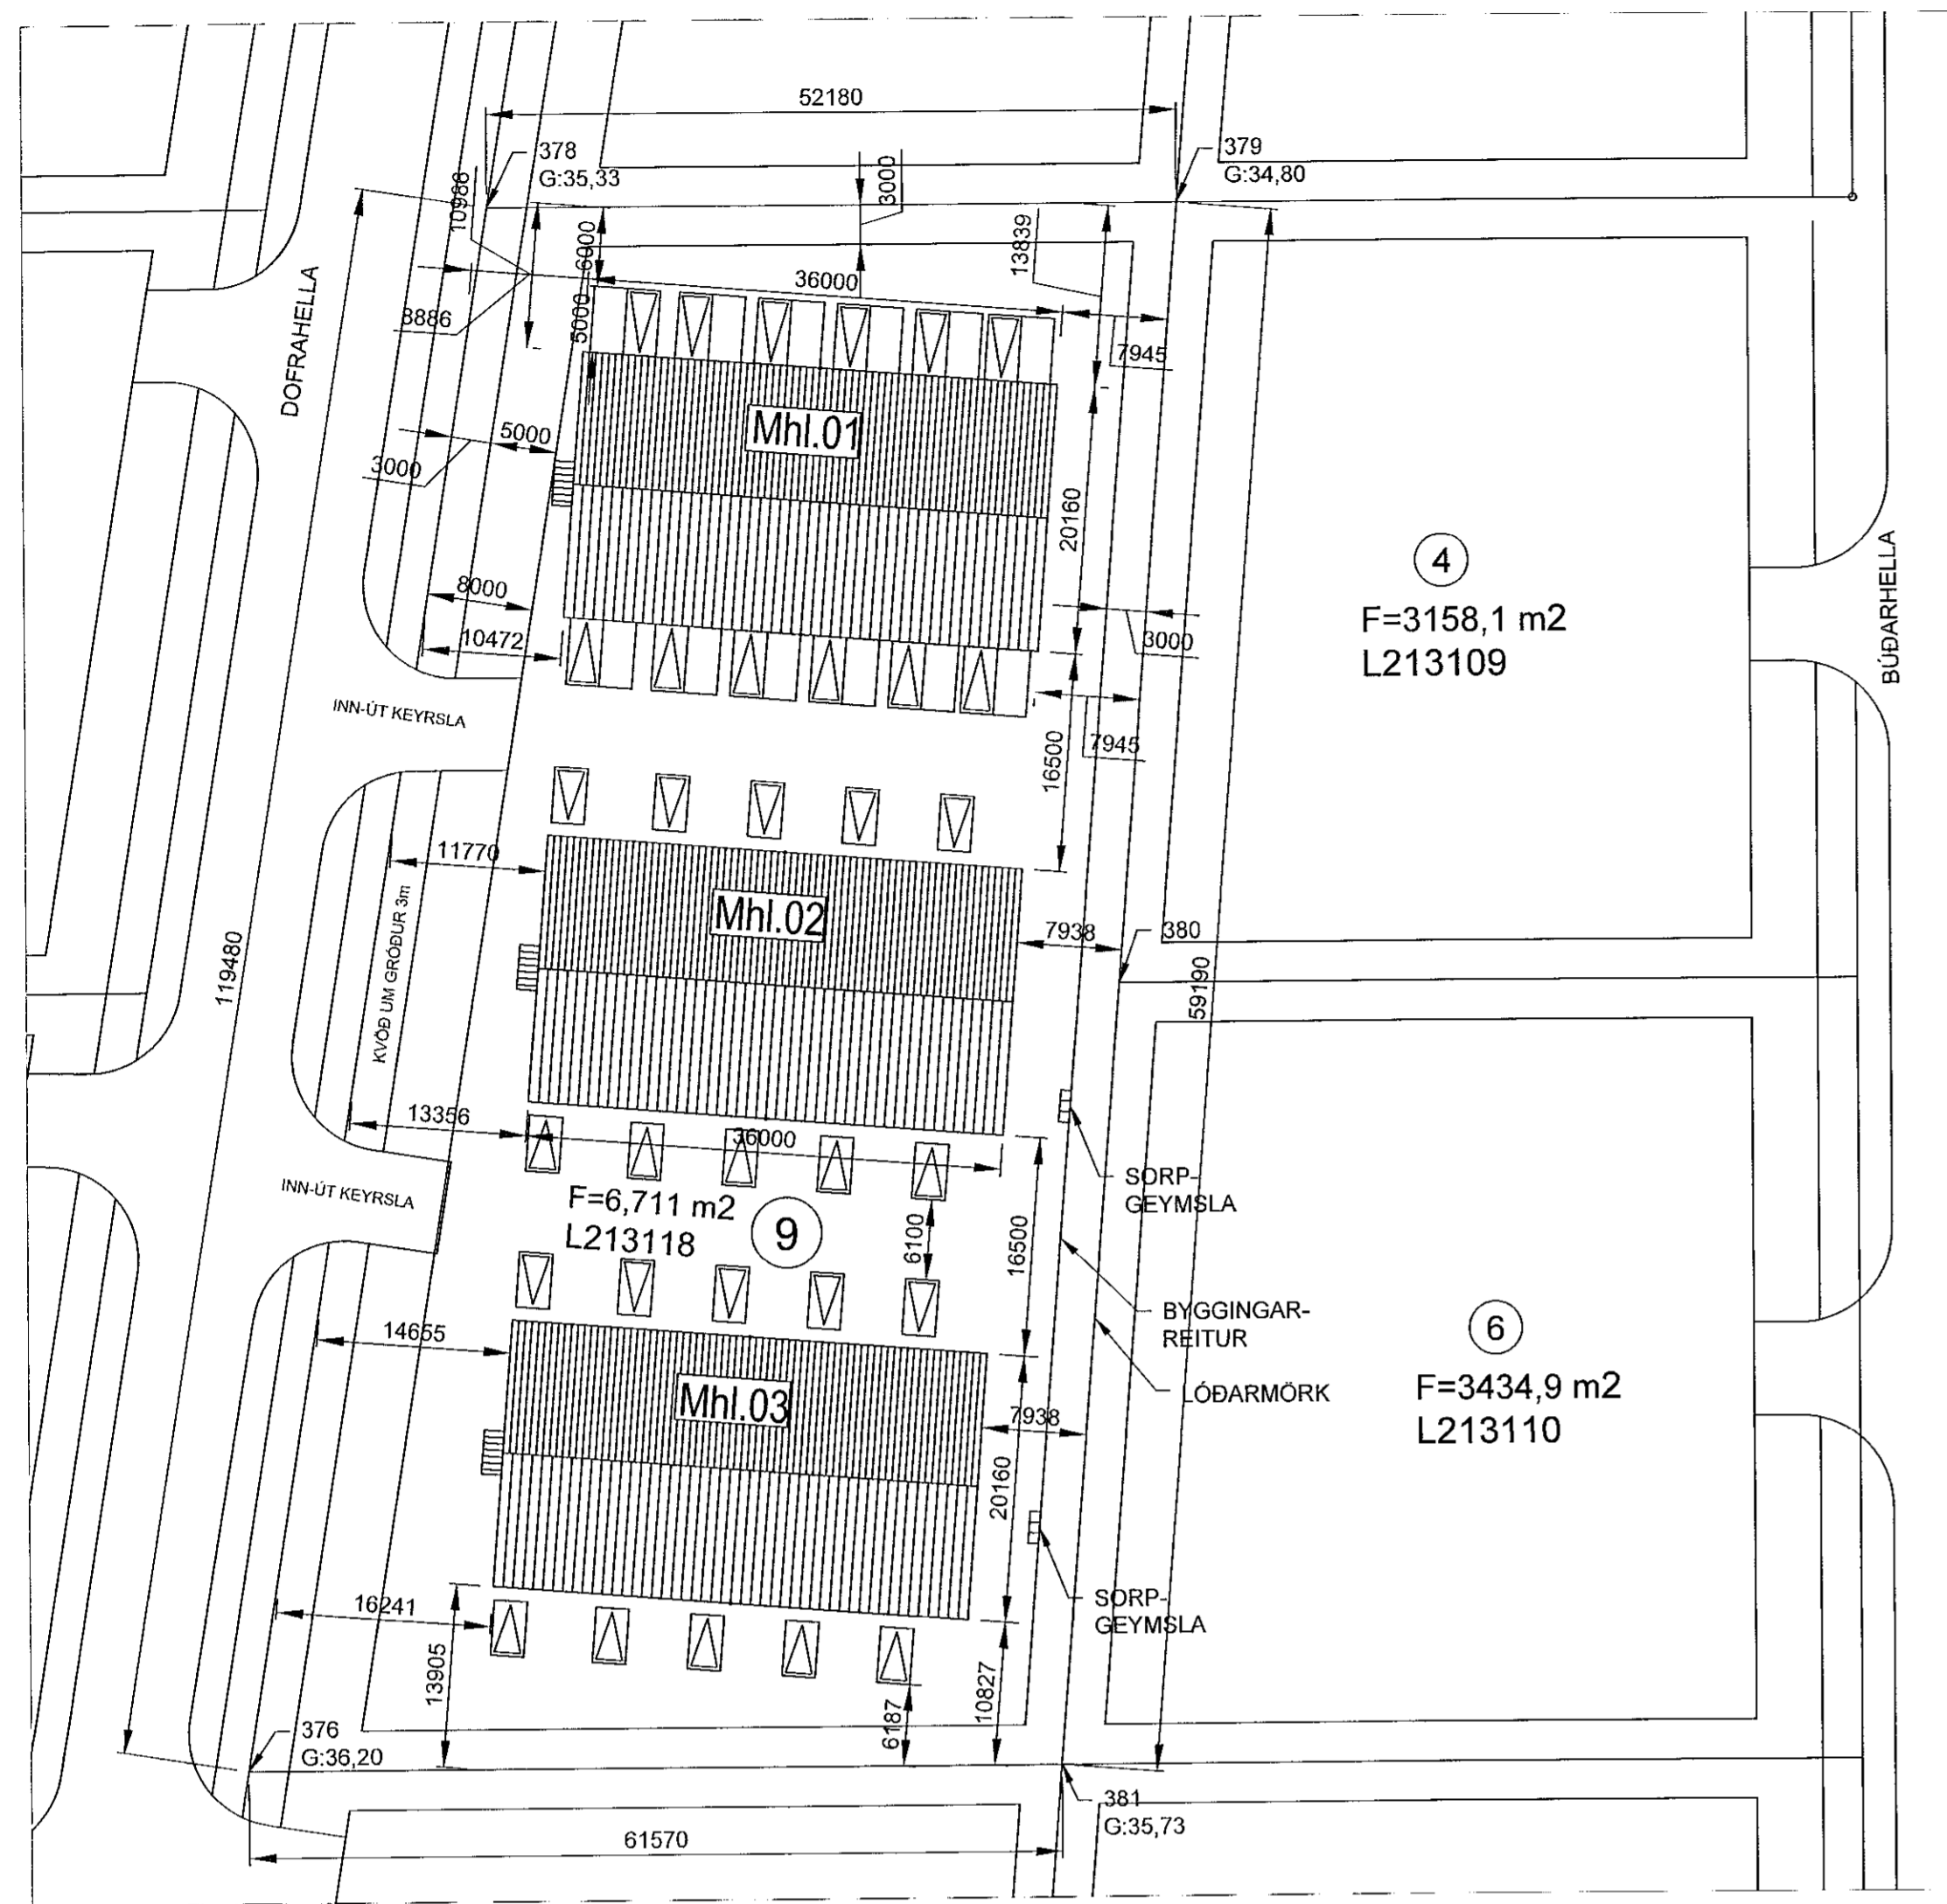 52180
378
G:35,33
379
G:34,80
10988
3000
6000
13839
36000
8886
5000
7945
DOFRAHELLA
Mhl.01
5000
3000
20160
4
F=3158,1 m2
L213109
BÚÐARHELLA
8000
10472
3000
INN-ÚT KEYRSLA
7945
16500
11770
Mhl.02
7938
380
KVÖÐ UM GRÓÐUR 3m
119480
59190
13356
36000
SORP-
GEYMSLA
INN-ÚT KEYRSLA
F=6,711 m2
L213118
9
6100
16500
BYGGINGAR-
REITUR
14655
LÓÐARMÖRK
6
F=3434,9 m2
L213110
Mhl.03
7938
20160
16241
SORP-
GEYMSLA
13905
10827
6187
376
G:36,20
381
G:35,73
61570